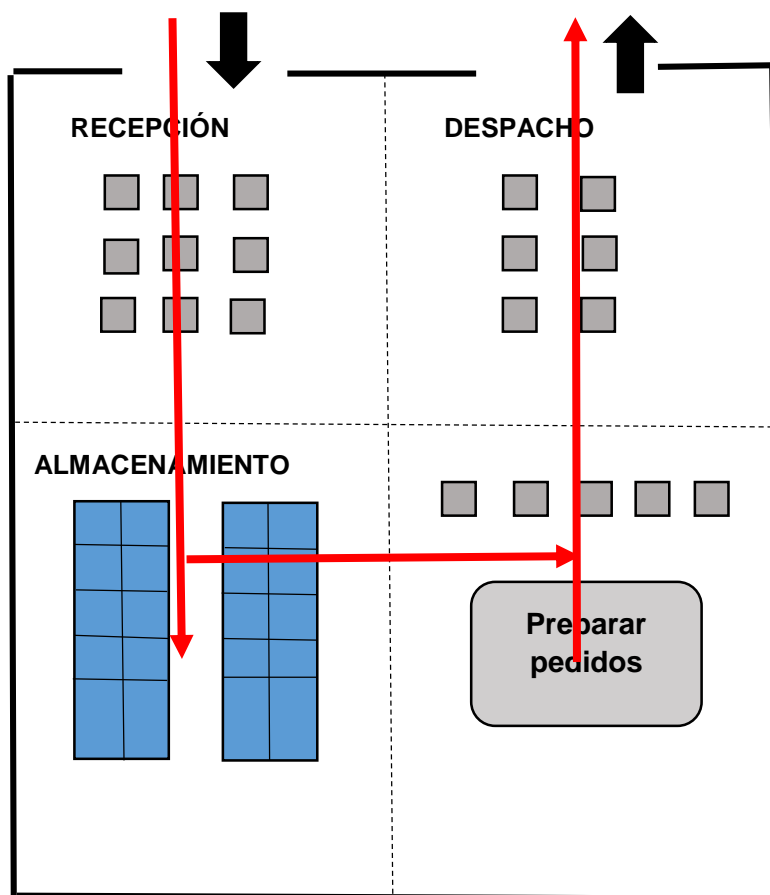 RECEPCIÓN
DESPACHO
ALMACENAMIENTO
Preparar
pedidos